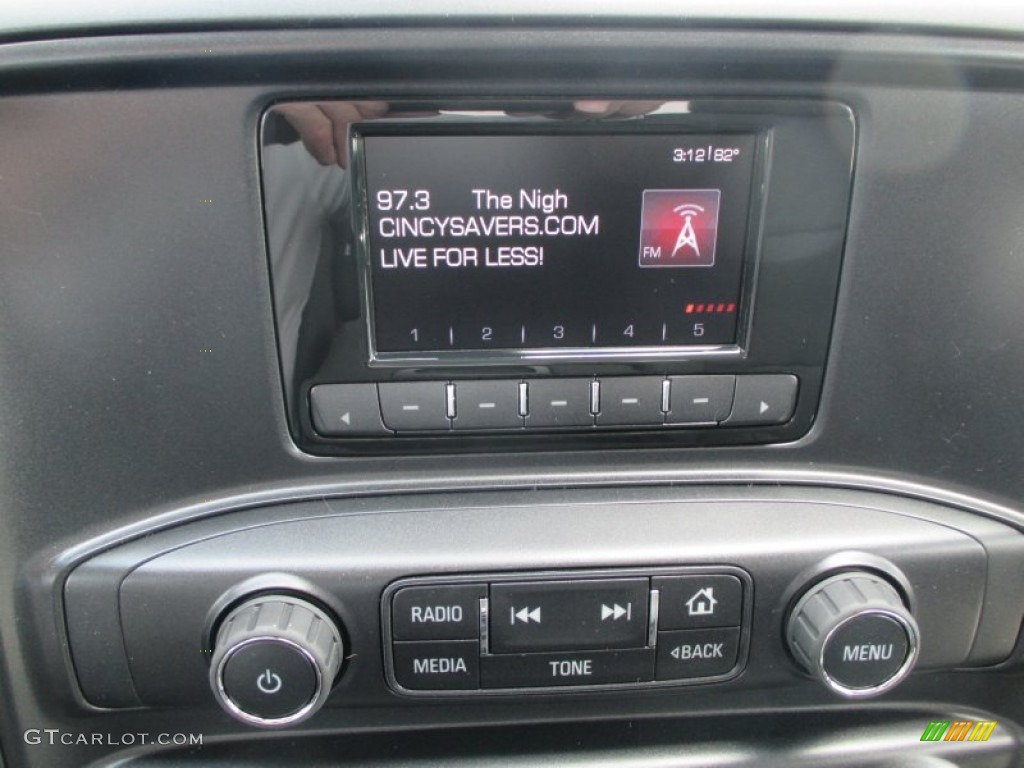 3:12 | 82°
97.3 The Nigh
CINCYSAVERS.COM
LIVE FOR LESS!
FM
1 | 2 | 3 | 4 | 5
RADIO
MEDIA
TONE
BACK
MENU
GTCARLOT.COM